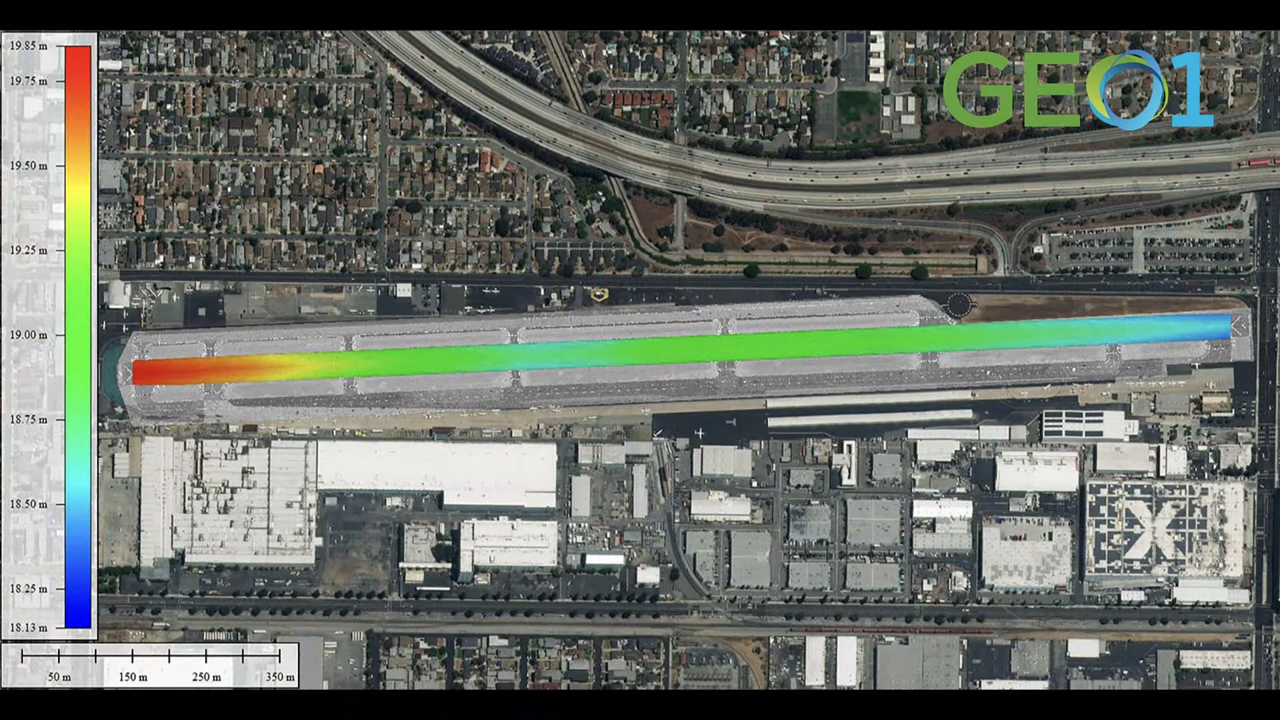 GEO1
19.85 m
19.75 m
19.50 m
19.25 m
19.00 m
18.75 m
18.50 m
18.25 m
18.13 m
50 m 150 m 250 m 350 m
X